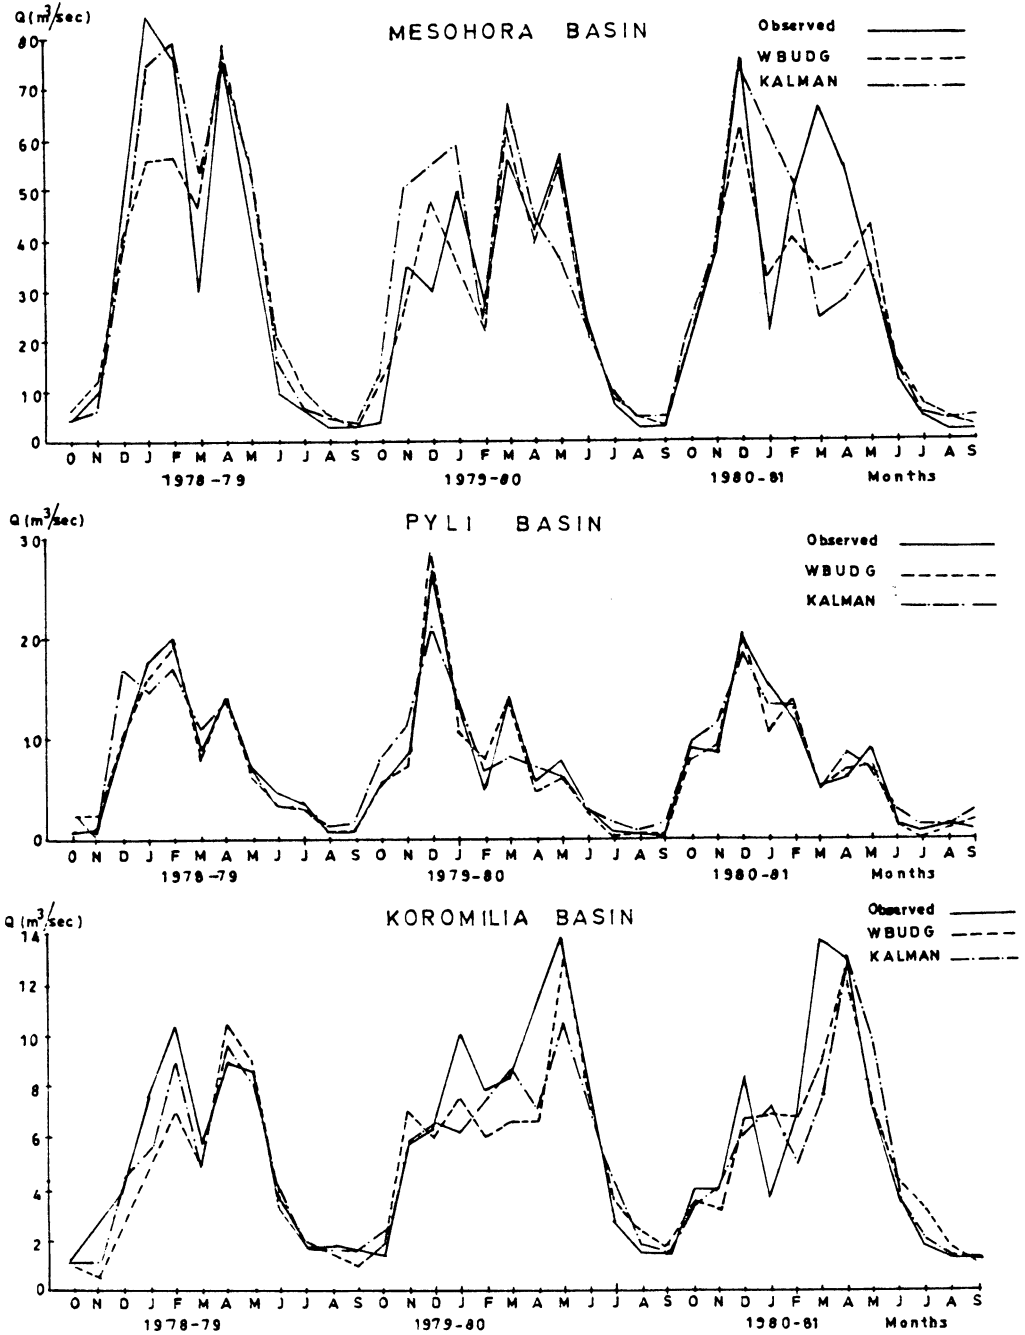 Q(m³/sec)
MESOHORA BASIN
Observed
WBUDG
KALMAN
80
70
60
50
40
30
20
10
0
O N D J F M A M J J A S O N D J F M A M J J A S O N D J F M A M J J A S
1978-79 1979-80 1980-81 Months
Q(m³/sec)
PYLI BASIN
Observed
WBUDG
KALMAN
30
20
10
0
O N D J F M A M J J A S O N D J F M A M J J A S O N D J F M A M J J A S
1978-79 1979-80 1980-81 Months
Q(m³/sec)
KOROMILIA BASIN
Observed
WBUDG
KALMAN
14
12
10
8
6
4
2
0
O N D J F M A M J J A S O N D J F M A M J J A S O N D J F M A M J J A S
1978-79 1979-80 1980-81 Months